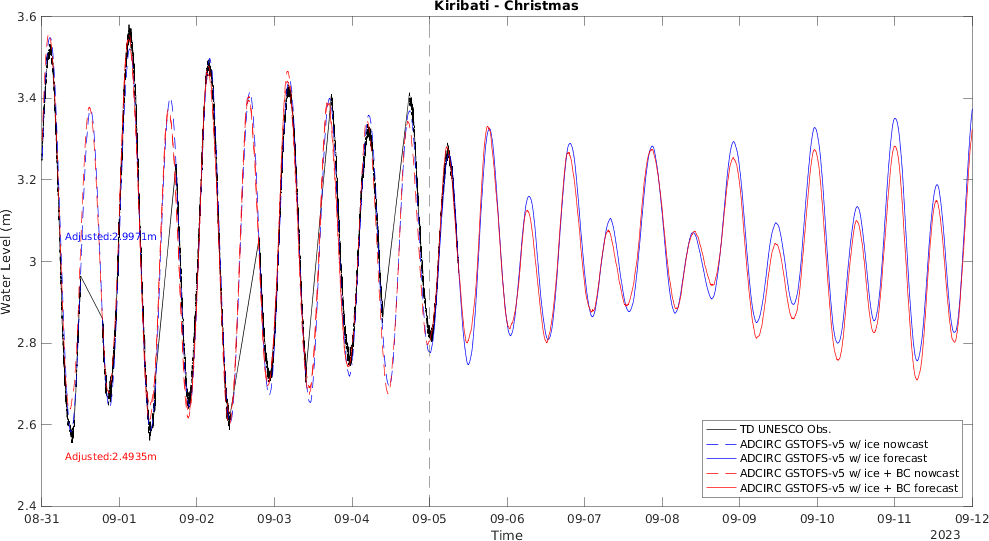 Kiribati - Christmas
Water Level (m)
3.6
3.4
3.2
3
2.8
2.6
2.4
Adjusted:2.9971m
Adjusted:2.4935m
TD UNESCO Obs.
ADCIRC GSTOFS-v5 w/ ice nowcast
ADCIRC GSTOFS-v5 w/ ice forecast
ADCIRC GSTOFS-v5 w/ ice + BC nowcast
ADCIRC GSTOFS-v5 w/ ice + BC forecast
08-31 09-01 09-02 09-03 09-04 09-05 09-06 09-07 09-08 09-09 09-10 09-11 09-12
Time
2023